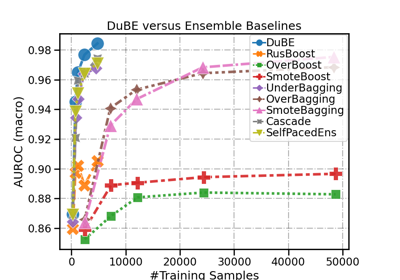 DuBE versus Ensemble Baselines
AUROC (macro)
0.98
0.96
0.94
0.92
0.90
0.88
0.86
DuBE
RusBoost
OverBoost
SmoteBoost
UnderBagging
OverBagging
SmoteBagging
Cascade
SelfPacedEns
0
10000
20000
30000
40000
50000
#Training Samples